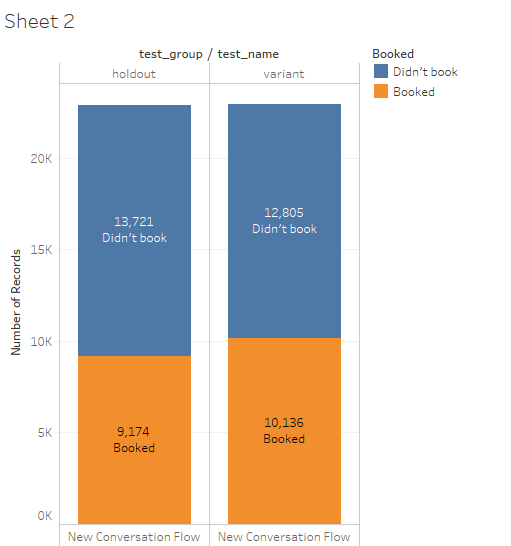 Sheet 2
test_group / test_name
holdout
variant
Booked
Didn't book
Booked
Number of Records
20K
15K
10K
5K
0K
13,721
Didn't book
12,805
Didn't book
9,174
Booked
10,136
Booked
New Conversation Flow
New Conversation Flow